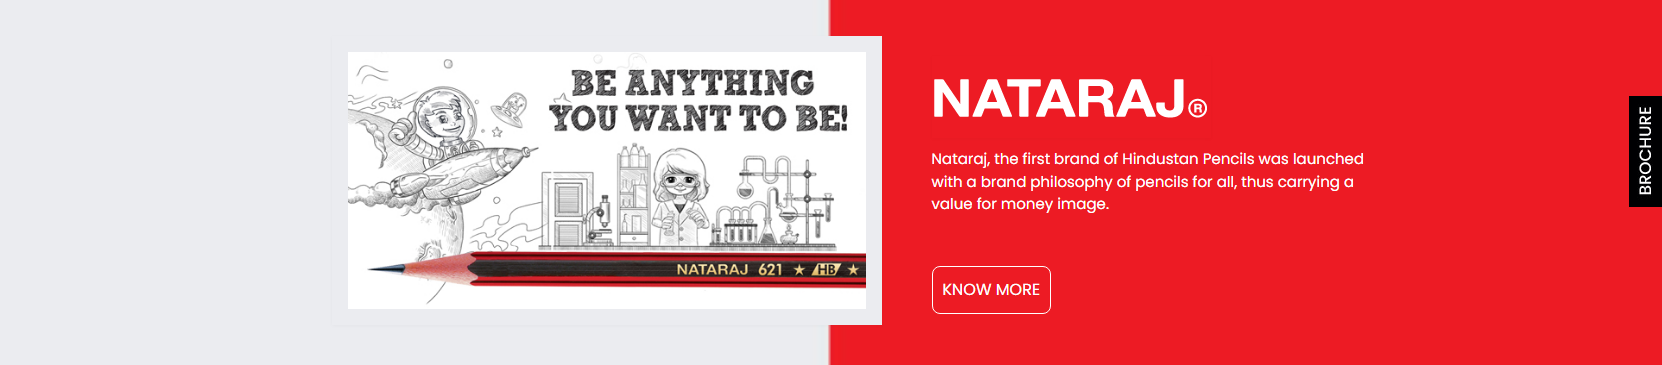 BE ANYTHING
YOU WANT TO BE!
NATARAJ 621 ★ HB ★
NATARAJ®
Nataraj, the first brand of Hindustan Pencils was launched
with a brand philosophy of pencils for all, thus carrying a
value for money image.
KNOW MORE
BROCHURE